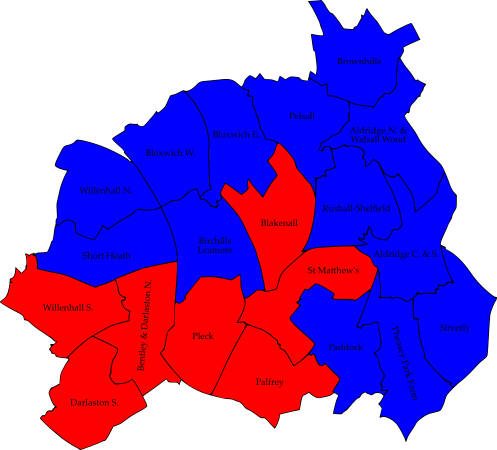 Brownhills
Pelsall
Aldridge N. &
Walsall Wood
Bloxwich E.
Bloxwich W.
Willenhall N.
Rushall-Shelfield
Blakenall
Birchills
Leamore
Short Heath
Aldridge C. & S.
St Matthew's
Willenhall S.
Bentley & Darlaston N.
Pleck
Paddock
Pheasey Park Farm
Streetly
Palfrey
Darlaston S.